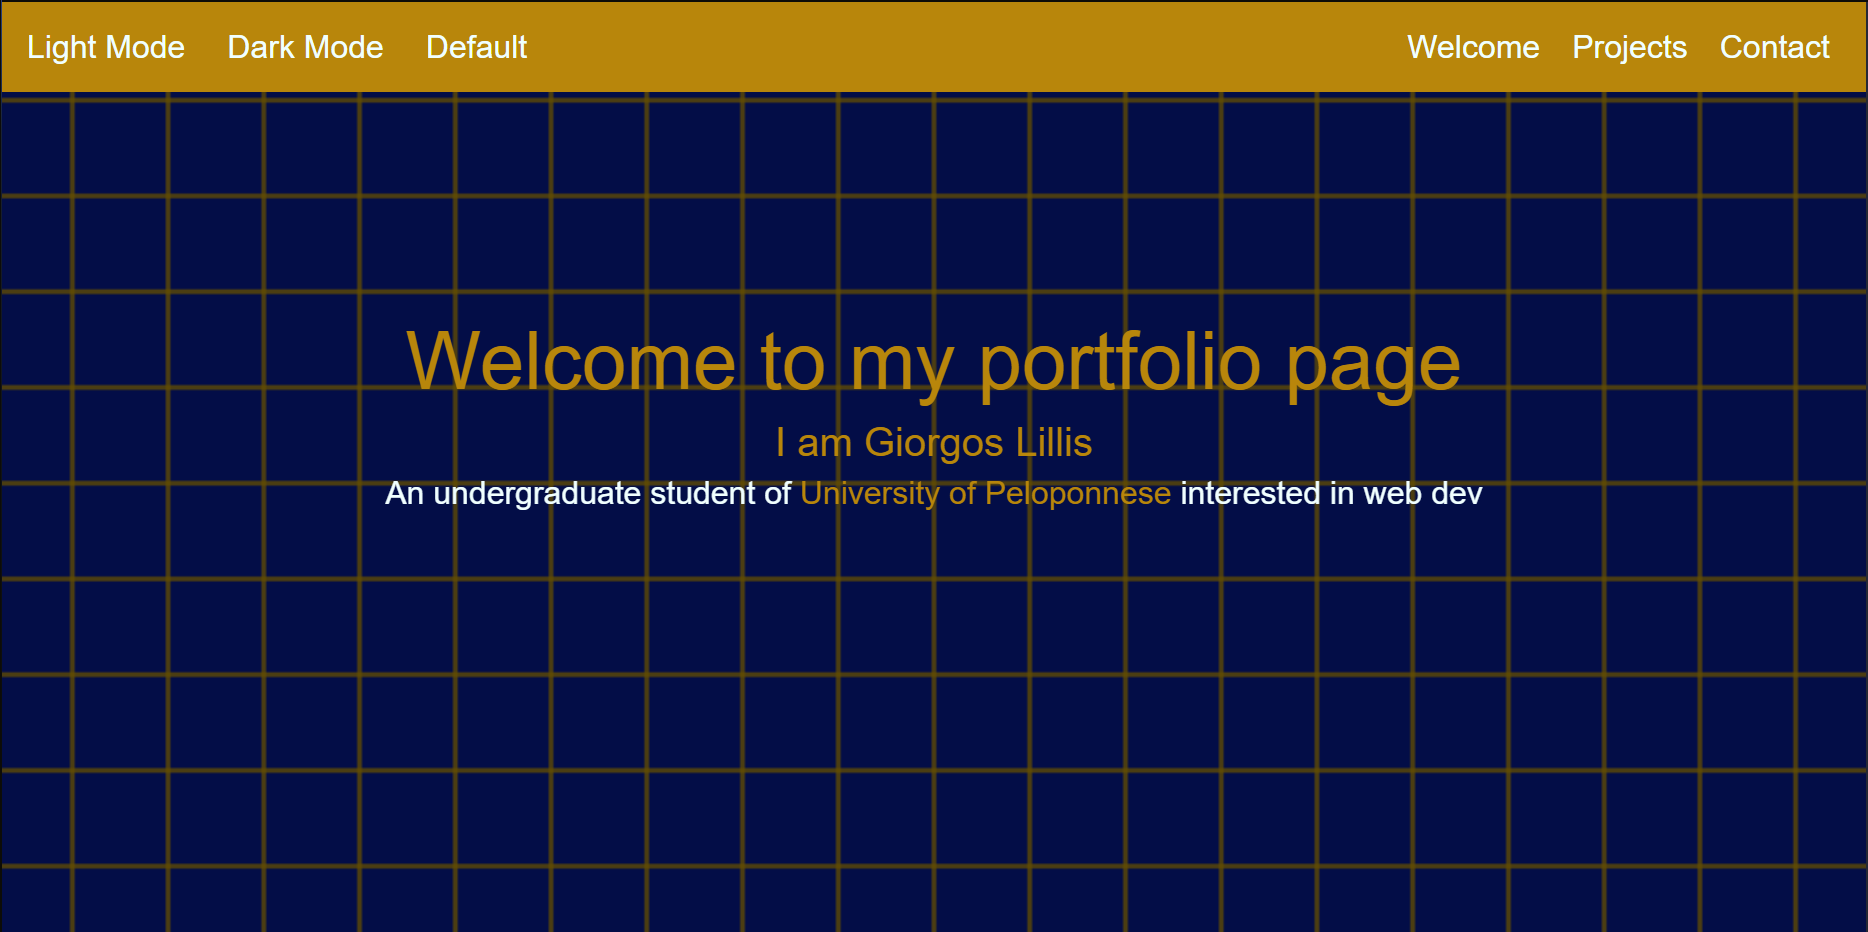 Light Mode Dark Mode Default Welcome Projects Contact
Welcome to my portfolio page
I am Giorgos Lillis
An undergraduate student of University of Peloponnese interested in web dev